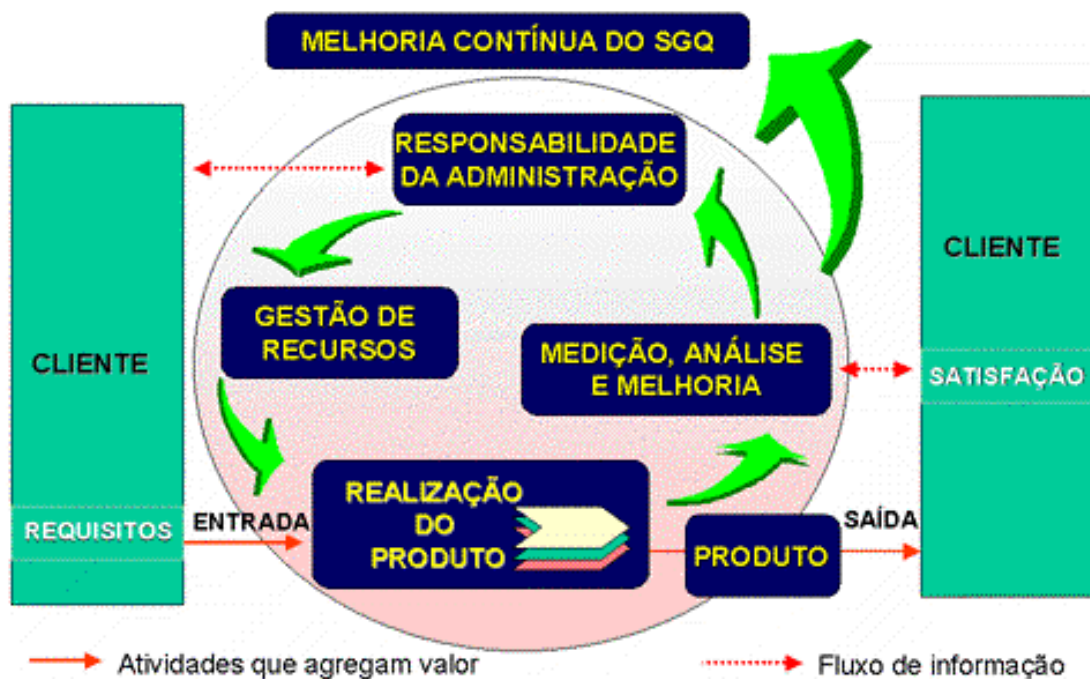 MELHORIA CONTÍNUA DO SGQ
RESPONSABILIDADE
DA ADMINISTRAÇÃO
CLIENTE
GESTÃO DE
RECURSOS
MEDIÇÃO, ANÁLISE
E MELHORIA
CLIENTE
SATISFAÇÃO
REQUISITOS
ENTRADA
REALIZAÇÃO
DO
PRODUTO
PRODUTO
SAÍDA
Atividades que agregam valor
Fluxo de informação